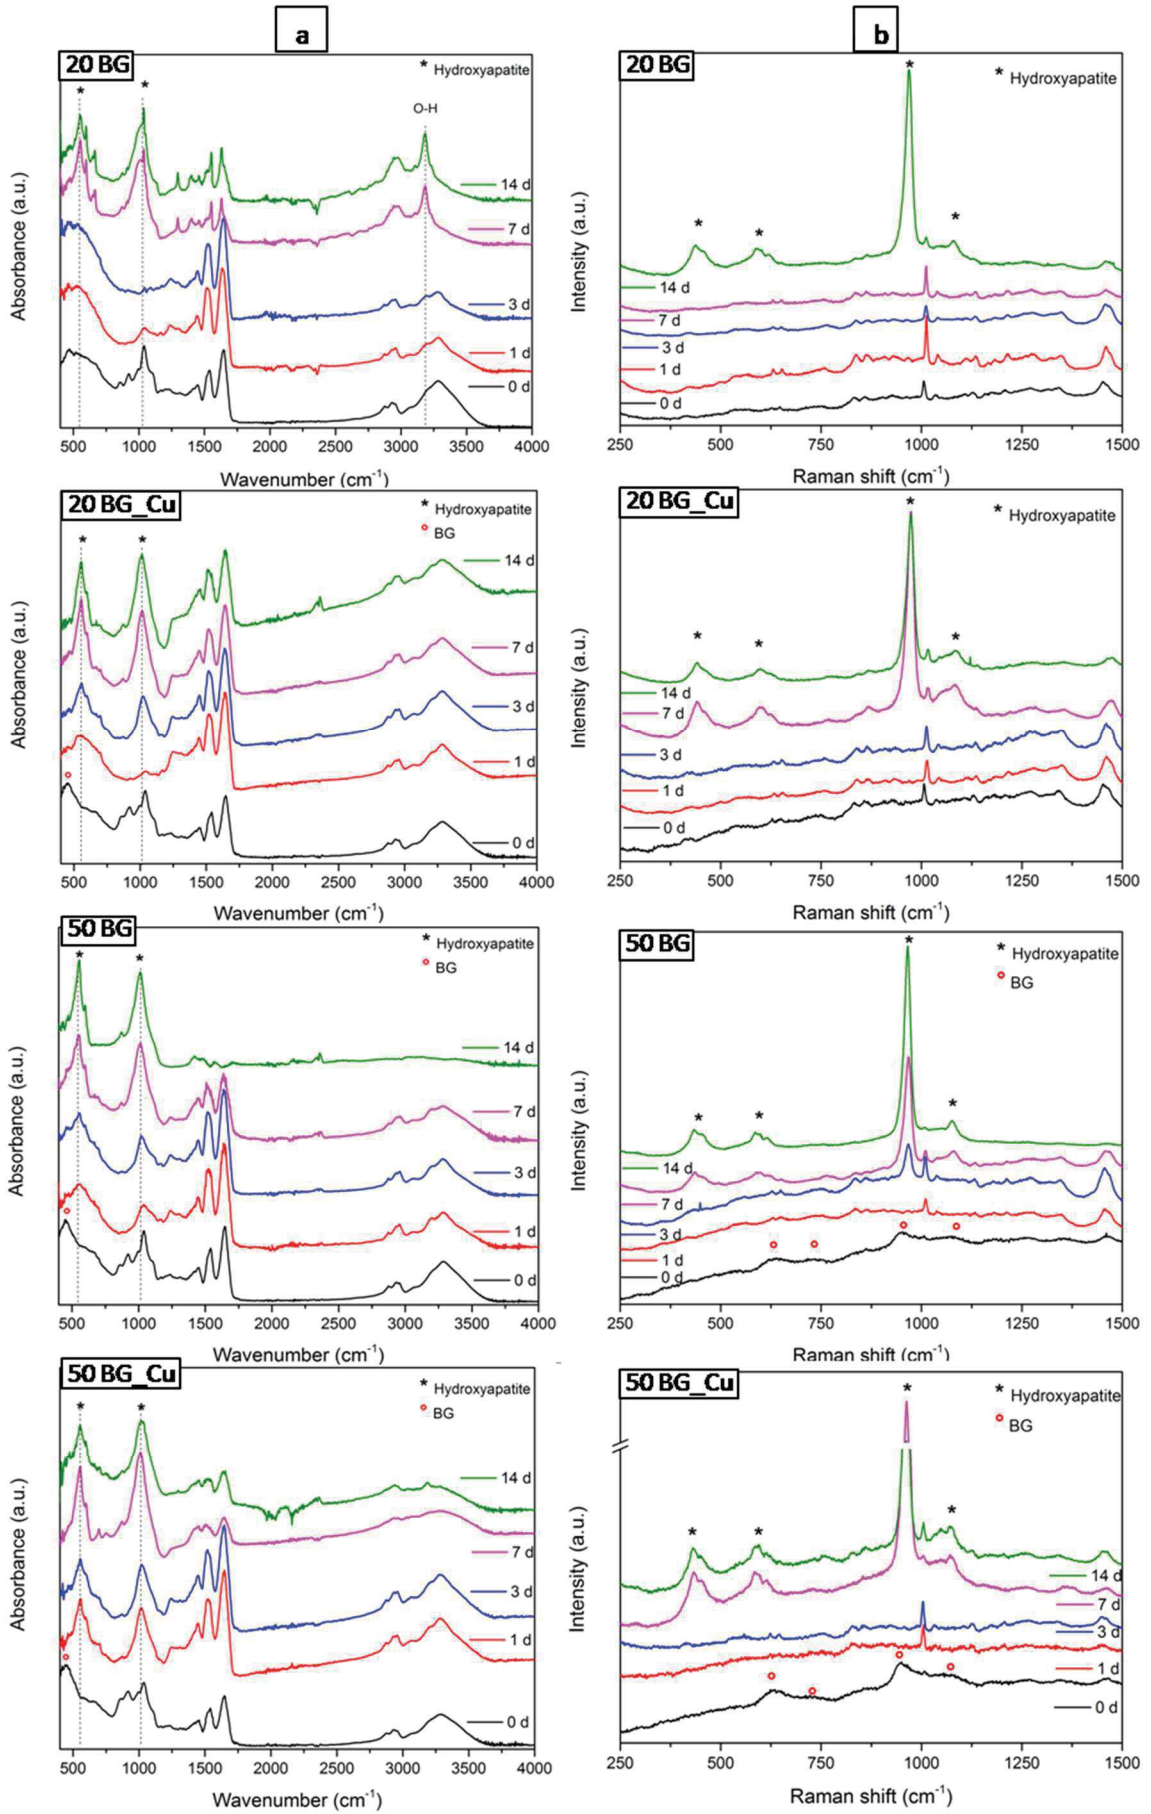 a
b
20 BG
* Hydroxyapatite
* *
O-H
14 d
7 d
3 d
1 d
0 d
Absorbance (a.u.)
500 1000 1500 2000 2500 3000 3500 4000
Wavenumber (cm-1)
20 BG
* Hydroxyapatite
* * * *
14 d
7 d
3 d
1 d
0 d
Intensity (a.u.)
250 500 750 1000 1250 1500
Raman shift (cm-1)
20 BG_Cu
* Hydroxyapatite
BG
* *
14 d
7 d
3 d
1 d
0 d
Absorbance (a.u.)
500 1000 1500 2000 2500 3000 3500 4000
Wavenumber (cm-1)
20 BG_Cu
* Hydroxyapatite
* * * *
14 d
7 d
3 d
1 d
0 d
Intensity (a.u.)
250 500 750 1000 1250 1500
Raman shift (cm-1)
50 BG
* Hydroxyapatite
BG
* *
14 d
7 d
3 d
1 d
0 d
Absorbance (a.u.)
500 1000 1500 2000 2500 3000 3500 4000
Wavenumber (cm-1)
50 BG
* Hydroxyapatite
BG
* * * *
14 d
7 d
3 d
1 d
0 d
Intensity (a.u.)
250 500 750 1000 1250 1500
Raman shift (cm-1)
50 BG_Cu
* Hydroxyapatite
BG
* *
14 d
7 d
3 d
1 d
0 d
Absorbance (a.u.)
500 1000 1500 2000 2500 3000 3500 4000
Wavenumber (cm-1)
50 BG_Cu
* Hydroxyapatite
BG
* * * *
14 d
7 d
3 d
1 d
0 d
Intensity (a.u.)
250 500 750 1000 1250 1500
Raman shift (cm-1)